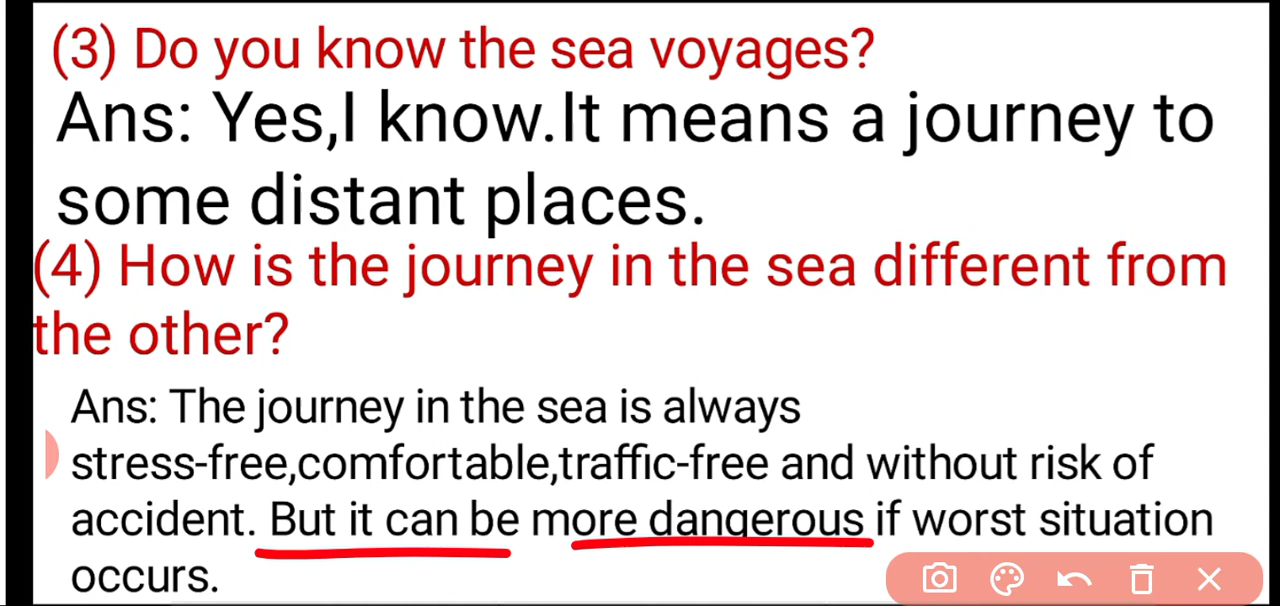 (3) Do you know the sea voyages?
Ans: Yes,I know.It means a journey to
some distant places.
(4) How is the journey in the sea different from
the other?
Ans: The journey in the sea is always
stress-free,comfortable,traffic-free and without risk of
accident. But it can be more dangerous if worst situation
occurs.